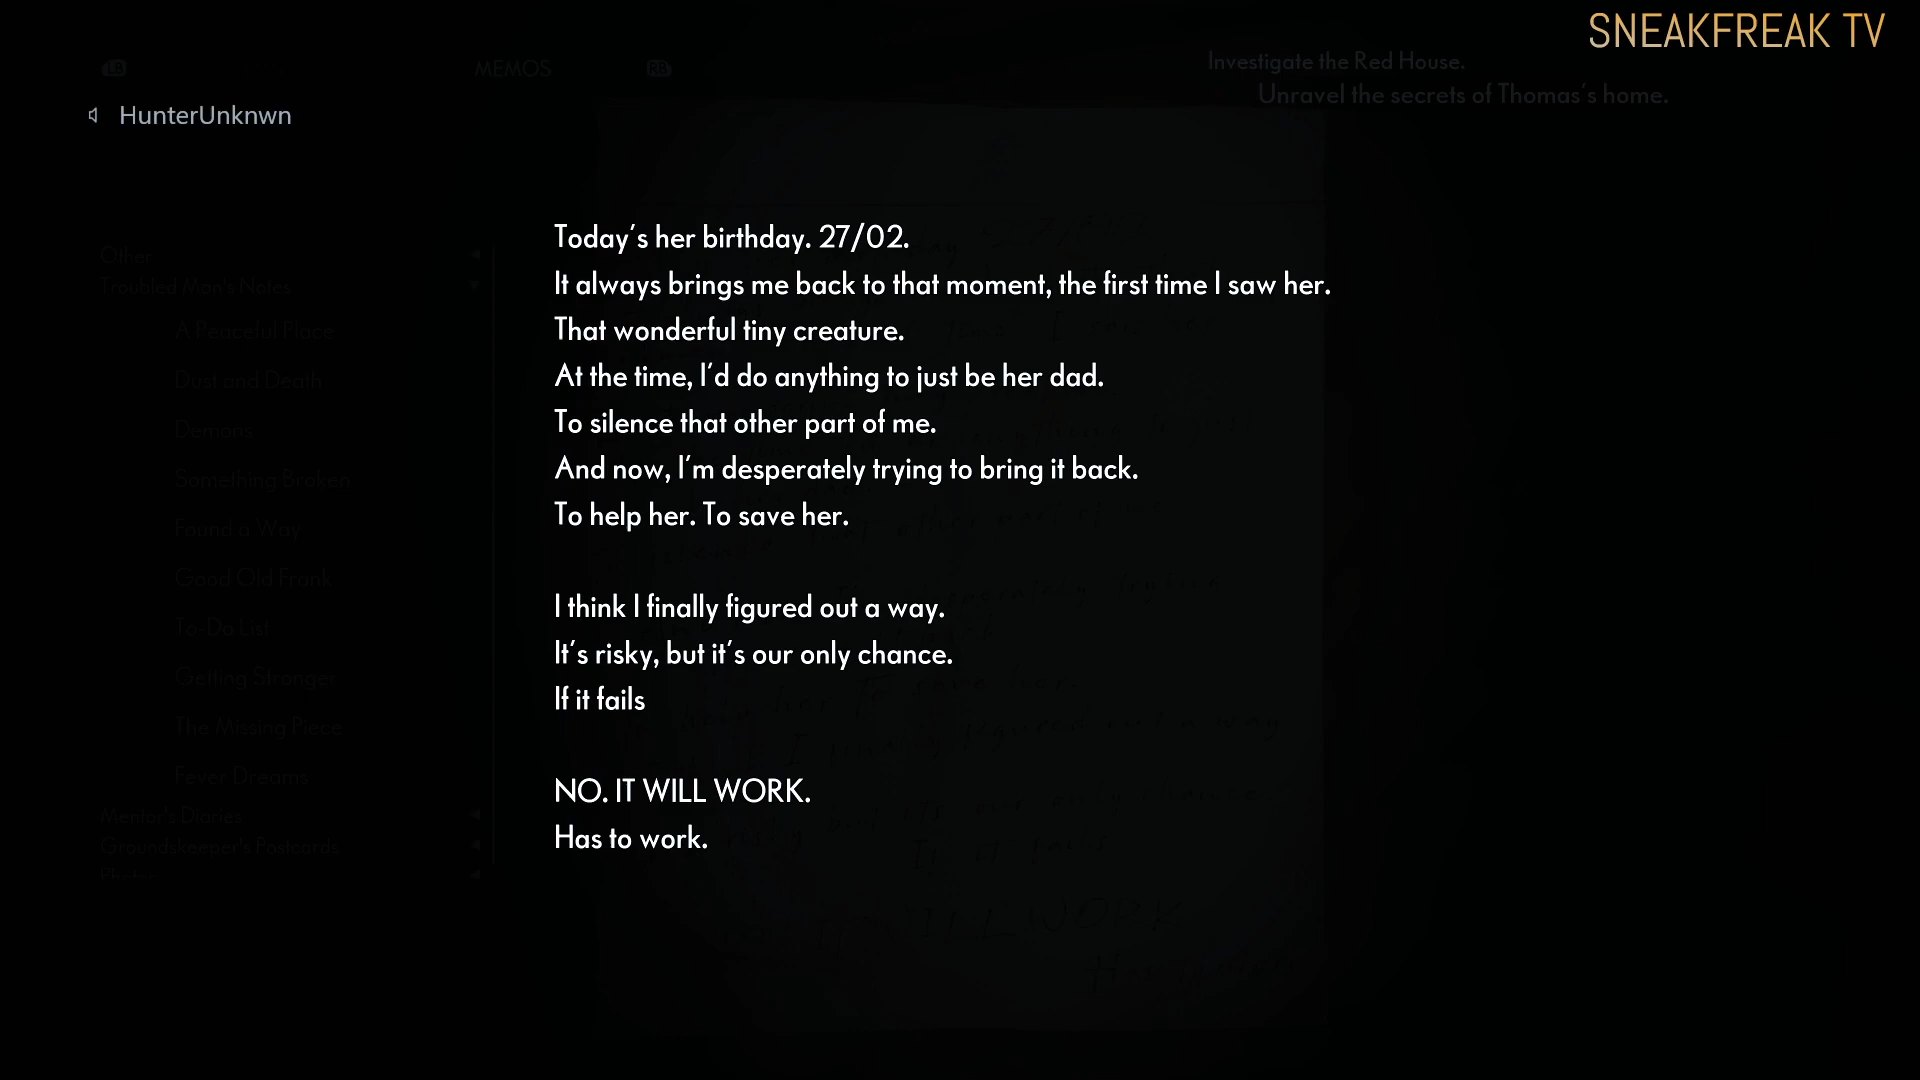 SNEAKFREAK TV
LB
MEMOS
RB
Investigate the Red House.
Unravel the secrets of Thomas's home.
HunterUnknwn
Other
Troubled Man's Notes
A Peaceful Place
Dust and Death
Demons
Something Broken
Found a Way
Good Old Frank
To-Do List
Getting Stronger
The Missing Piece
Fever Dreams
Mentor's Diaries
Groundskeeper's Postcards
Photos
Today's her birthday. 27/02.
It always brings me back to that moment, the first time I saw her.
That wonderful tiny creature.
At the time, I'd do anything to just be her dad.
To silence that other part of me.
And now, I'm desperately trying to bring it back.
To help her. To save her.
I think I finally figured out a way.
It's risky, but it's our only chance.
If it fails
NO. IT WILL WORK.
Has to work.